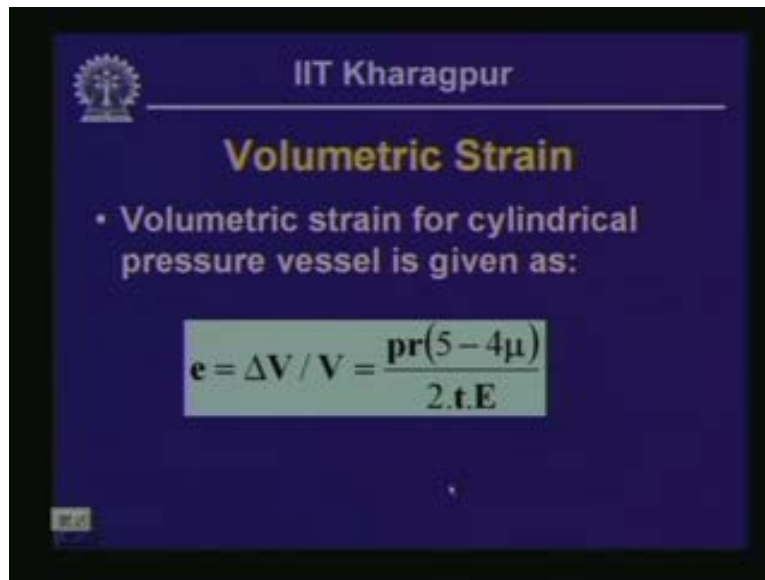 IIT Kharagpur
Volumetric Strain
• Volumetric strain for cylindrical
pressure vessel is given as:
e = ΔV / V = pr(5 − 4μ) / 2.t.E